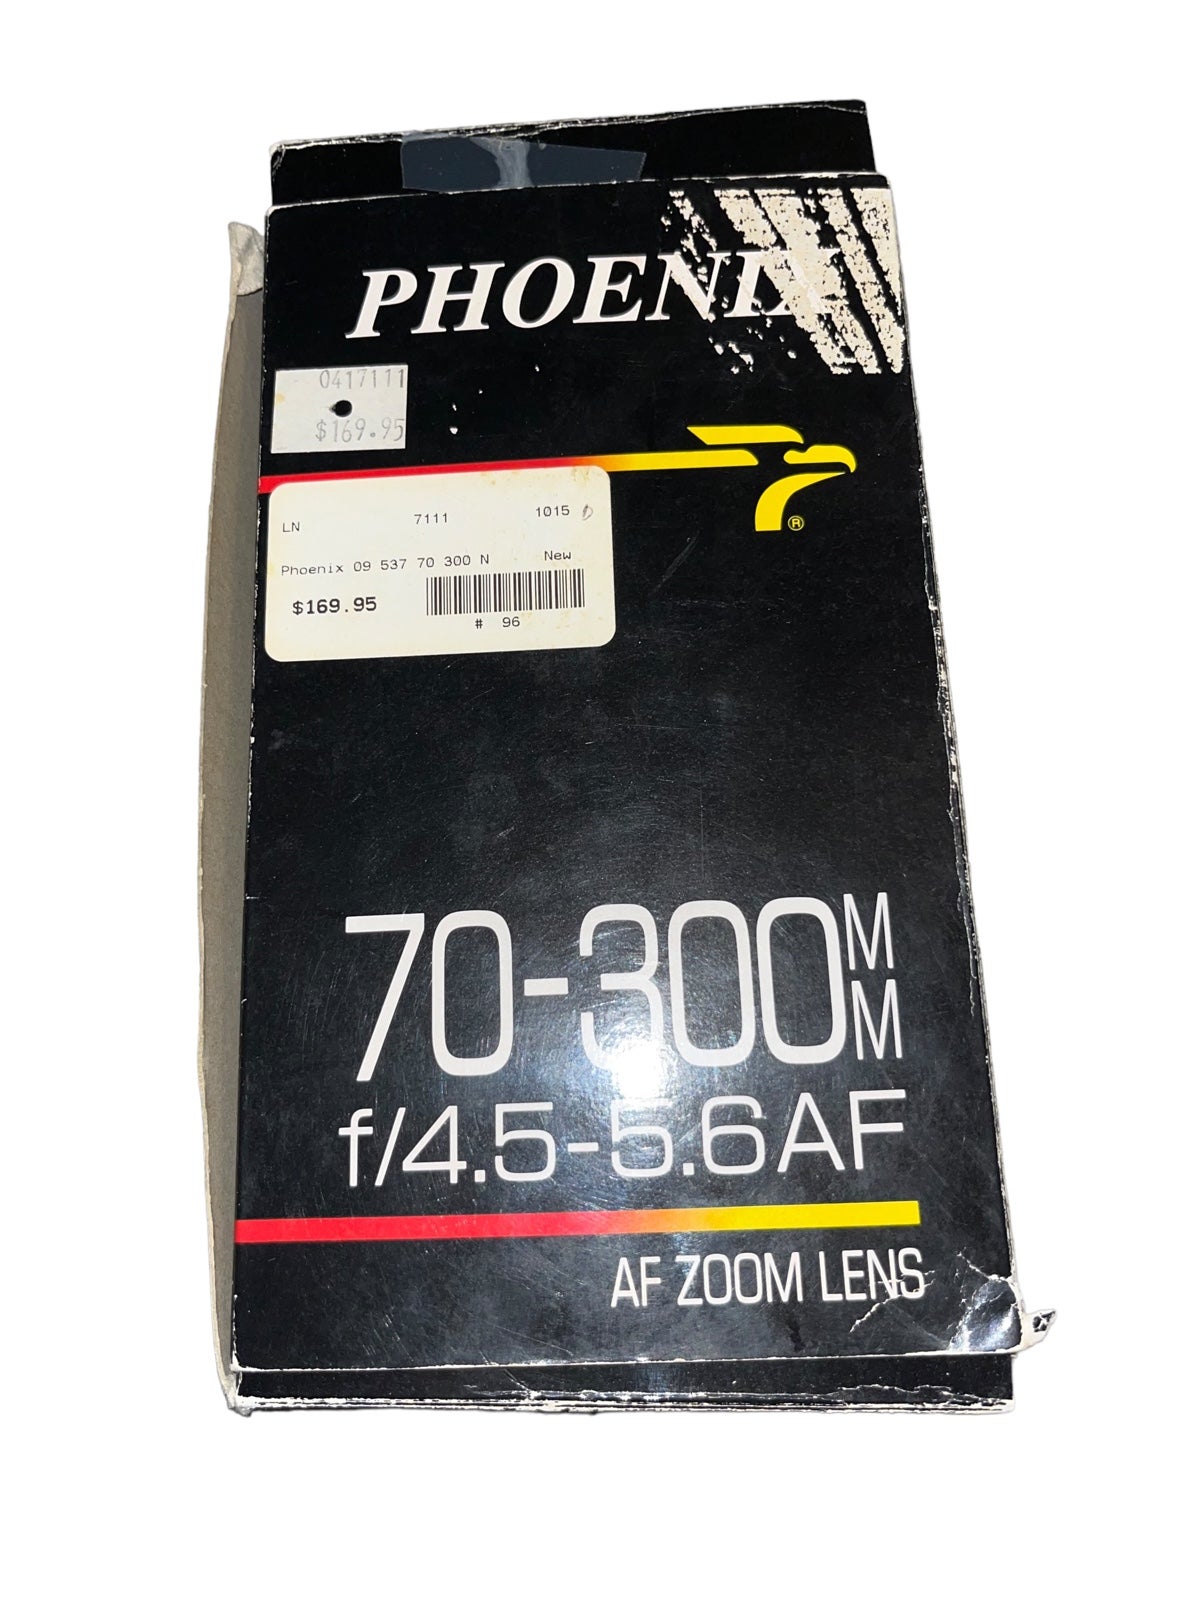 PHOENIX
0417111
$169.95
®
LN 7111 1015
Phoenix 09 537 70 300 N New
$169.95
# 96
70-300MM
f/4.5-5.6AF
AF ZOOM LENS